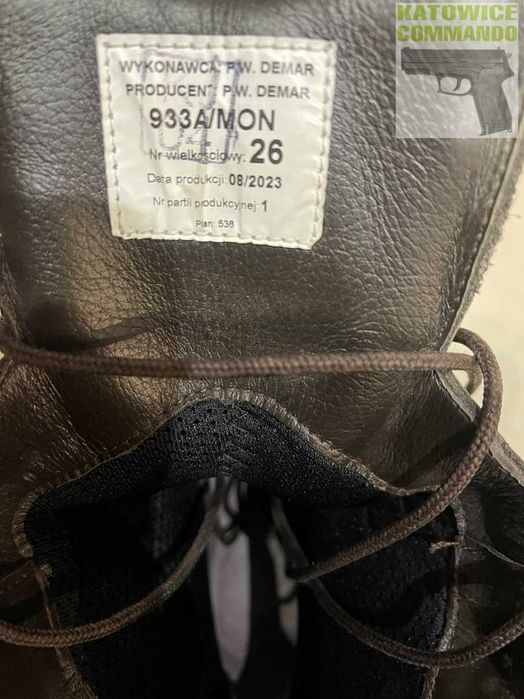 KATOWICE
COMMANDO
WYKONAWCA: P.W. DEMAR
PRODUCENT: P.W. DEMAR
933A/MON
Nr wielkościowy: 26
Data produkcji: 08/2023
Nr partii produkcyjnej: 1
Plan: 536